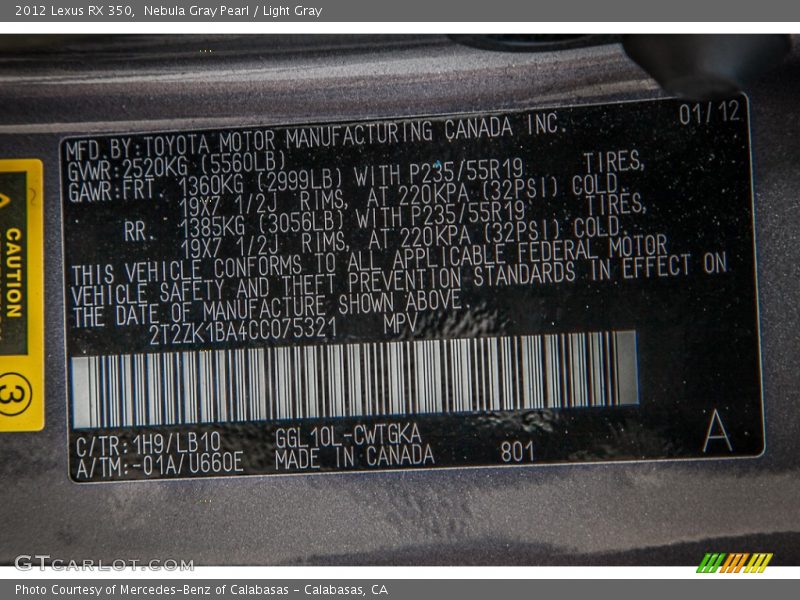 2012 Lexus RX 350, Nebula Gray Pearl / Light Gray
01/12
MFD.BY:TOYOTA MOTOR MANUFACTURING CANADA INC.
GVWR:2520KG (5560LB)
GAWR:FRT 1360KG (2999LB) WITH P235/55R19 TIRES,
19X7 1/2J RIMS, AT 220KPA (32PSI) COLD.
RR 1385KG (3056LB) WITH P235/55R19 TIRES,
19X7 1/2J RIMS, AT 220KPA (32PSI) COLD.
THIS VEHICLE CONFORMS TO ALL APPLICABLE FEDERAL MOTOR
VEHICLE SAFETY AND THEFT PREVENTION STANDARDS IN EFFECT ON
THE DATE OF MANUFACTURE SHOWN ABOVE.
2T2ZK1BA4CC075321 MPV
C/TR: 1H9/LB10 GGL10L-CWTGKA
A/TM:-01A/U660E MADE IN CANADA 801
A
CAUTION
3
GTCARLOT.COM
Photo Courtesy of Mercedes-Benz of Calabasas - Calabasas, CA